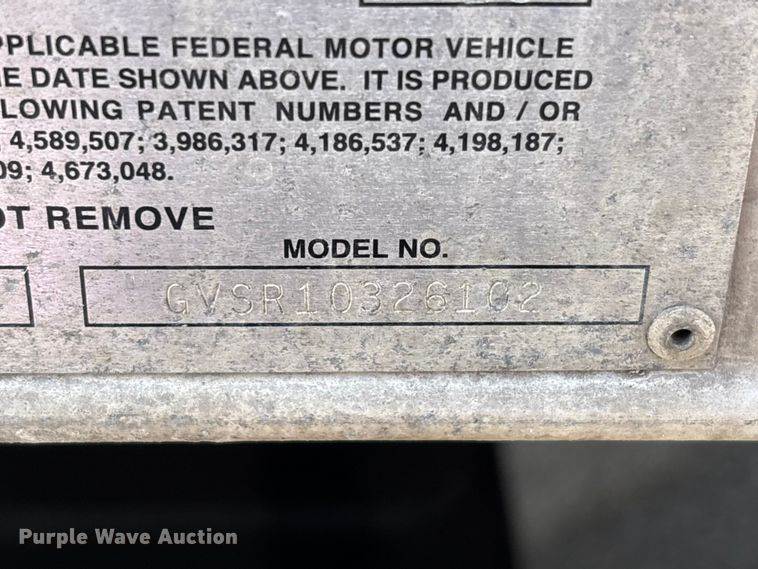 PPLICABLE FEDERAL MOTOR VEHICLE
E DATE SHOWN ABOVE. IT IS PRODUCED
LOWING PATENT NUMBERS AND / OR
4,589,507; 3,986,317; 4,186,537; 4,198,187;
09; 4,673,048.
OT REMOVE
MODEL NO.
GVSR10326102
Purple Wave Auction